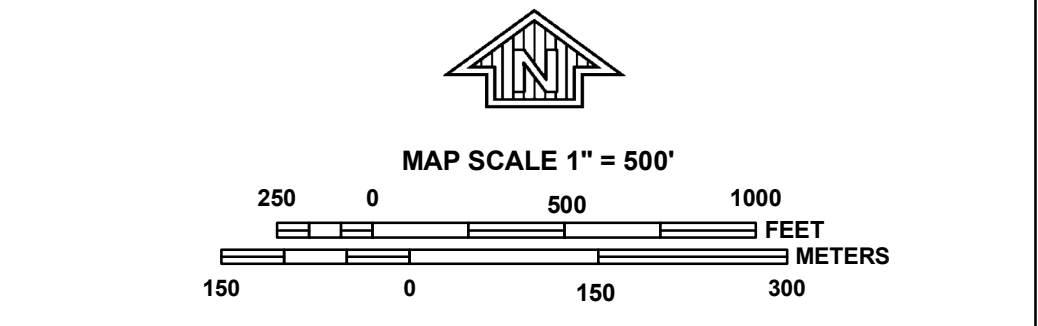 N
MAP SCALE 1" = 500'
250 0 500 1000
FEET
METERS
150 0 150 300